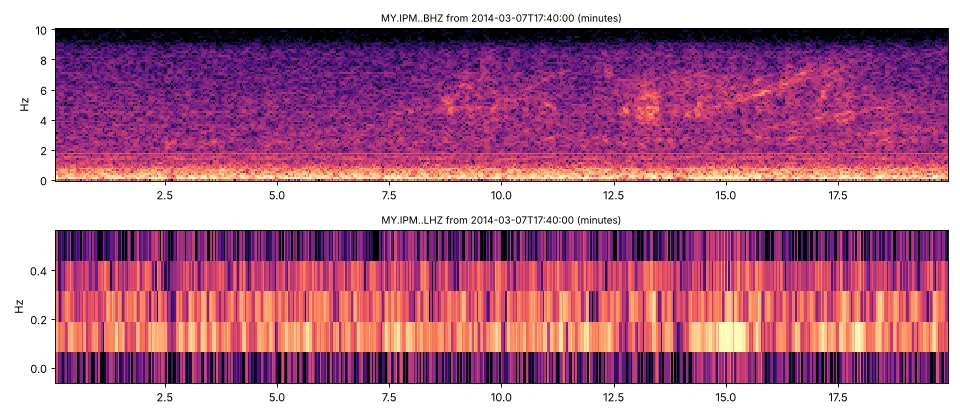 MY.IPM..BHZ from 2014-03-07T17:40:00 (minutes)
10
8
6
4
2
0
Hz
2.5 5.0 7.5 10.0 12.5 15.0 17.5
MY.IPM..LHZ from 2014-03-07T17:40:00 (minutes)
0.4
0.2
0.0
Hz
2.5 5.0 7.5 10.0 12.5 15.0 17.5